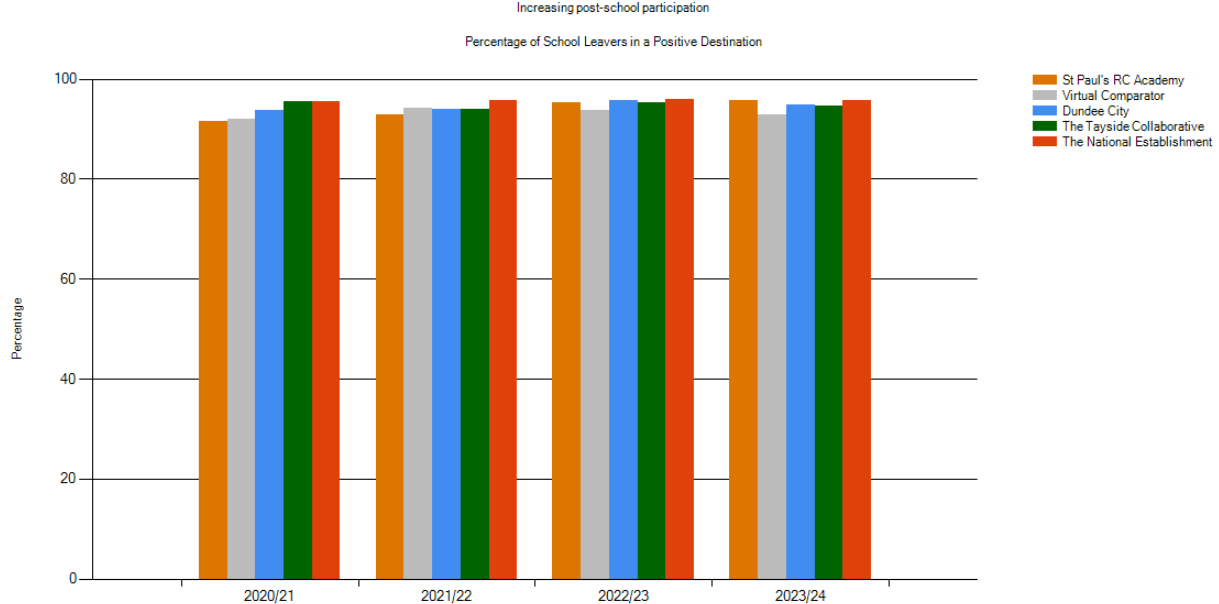 Increasing post-school participation
Percentage of School Leavers in a Positive Destination
100
80
60
40
20
0
Percentage
2020/21
2021/22
2022/23
2023/24
St Paul's RC Academy
Virtual Comparator
Dundee City
The Tayside Collaborative
The National Establishment